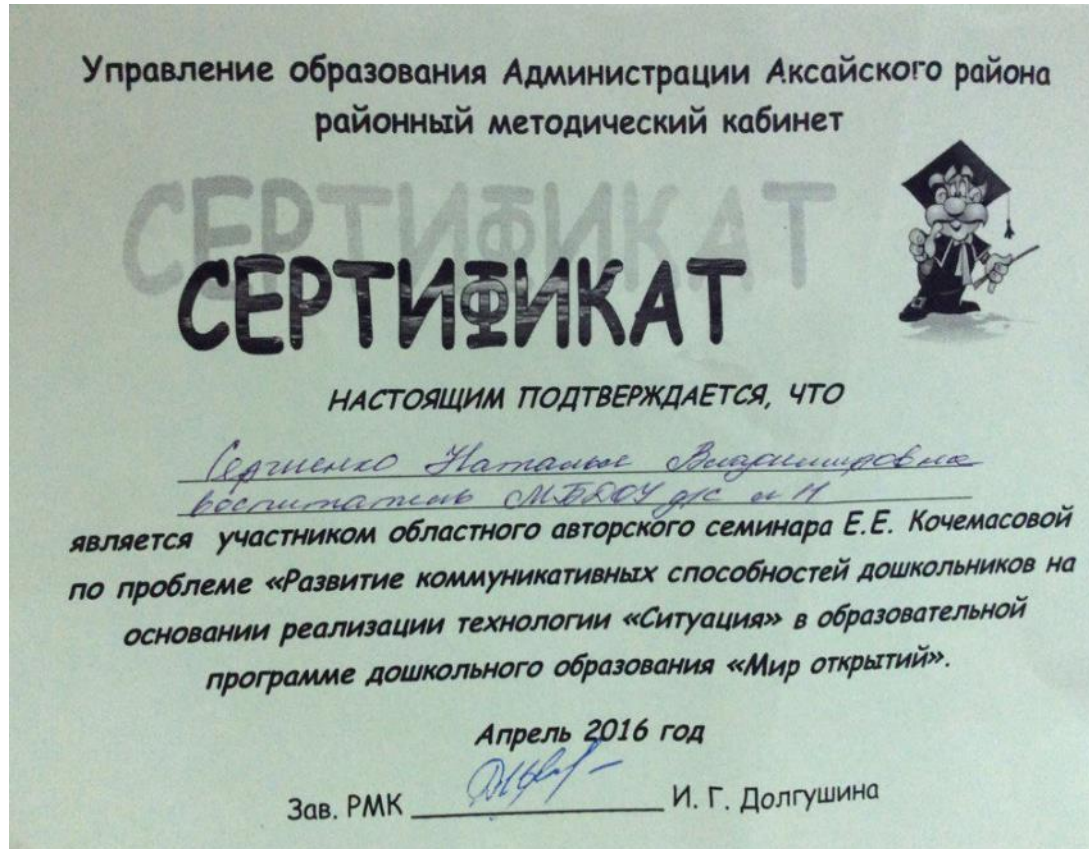 Управление образования Администрации Аксайского района
районный методический кабинет
СЕРТИФИКАТ
НАСТОЯЩИМ ПОДТВЕРЖДАЕТСЯ, ЧТО
Сергиенко Наталья Владимировна
воспитатель МБДОУ д/с
является участником областного авторского семинара Е.Е. Кочемасовой
по проблеме «Развитие коммуникативных способностей дошкольников на
основании реализации технологии «Ситуация» в образовательной
программе дошкольного образования «Мир открытий».
Апрель 2016 год
Зав. РМК И. Г. Долгушина